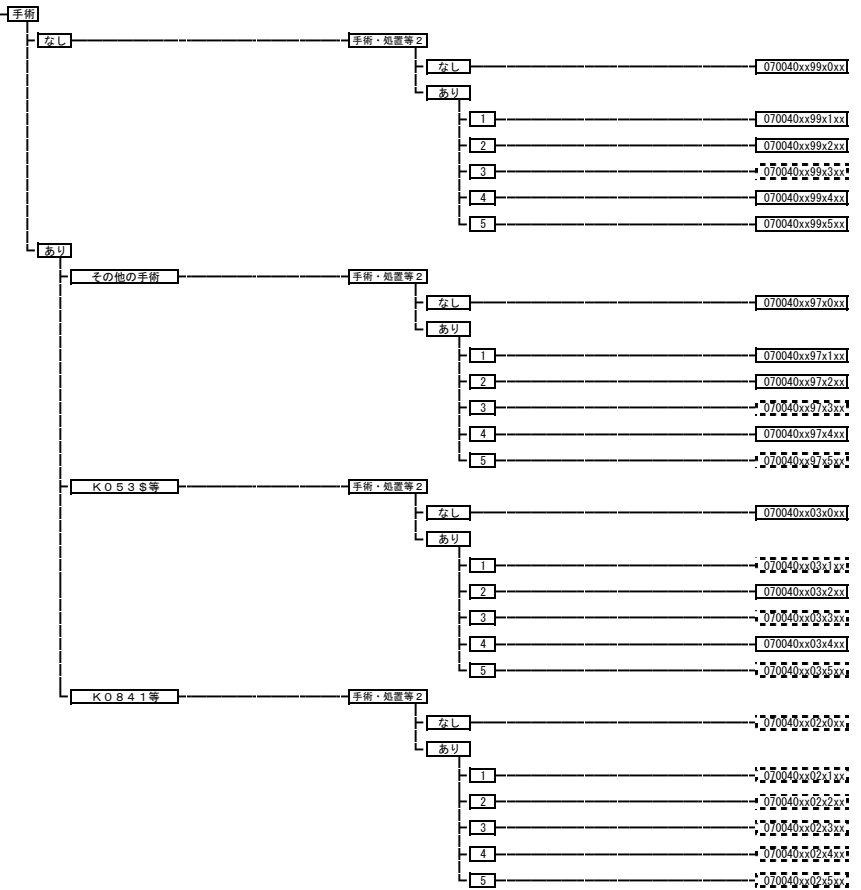 手術
なし 手術・処置等2
なし 070040xx99x0xx
あり
1 070040xx99x1xx
2 070040xx99x2xx
3 070040xx99x3xx
4 070040xx99x4xx
5 070040xx99x5xx
あり
その他の手術 手術・処置等2
なし 070040xx97x0xx
あり
1 070040xx97x1xx
2 070040xx97x2xx
3 070040xx97x3xx
4 070040xx97x4xx
5 070040xx97x5xx
K053$等 手術・処置等2
なし 070040xx03x0xx
あり
1 070040xx03x1xx
2 070040xx03x2xx
3 070040xx03x3xx
4 070040xx03x4xx
5 070040xx03x5xx
K0841等 手術・処置等2
なし 070040xx02x0xx
あり
1 070040xx02x1xx
2 070040xx02x2xx
3 070040xx02x3xx
4 070040xx02x4xx
5 070040xx02x5xx